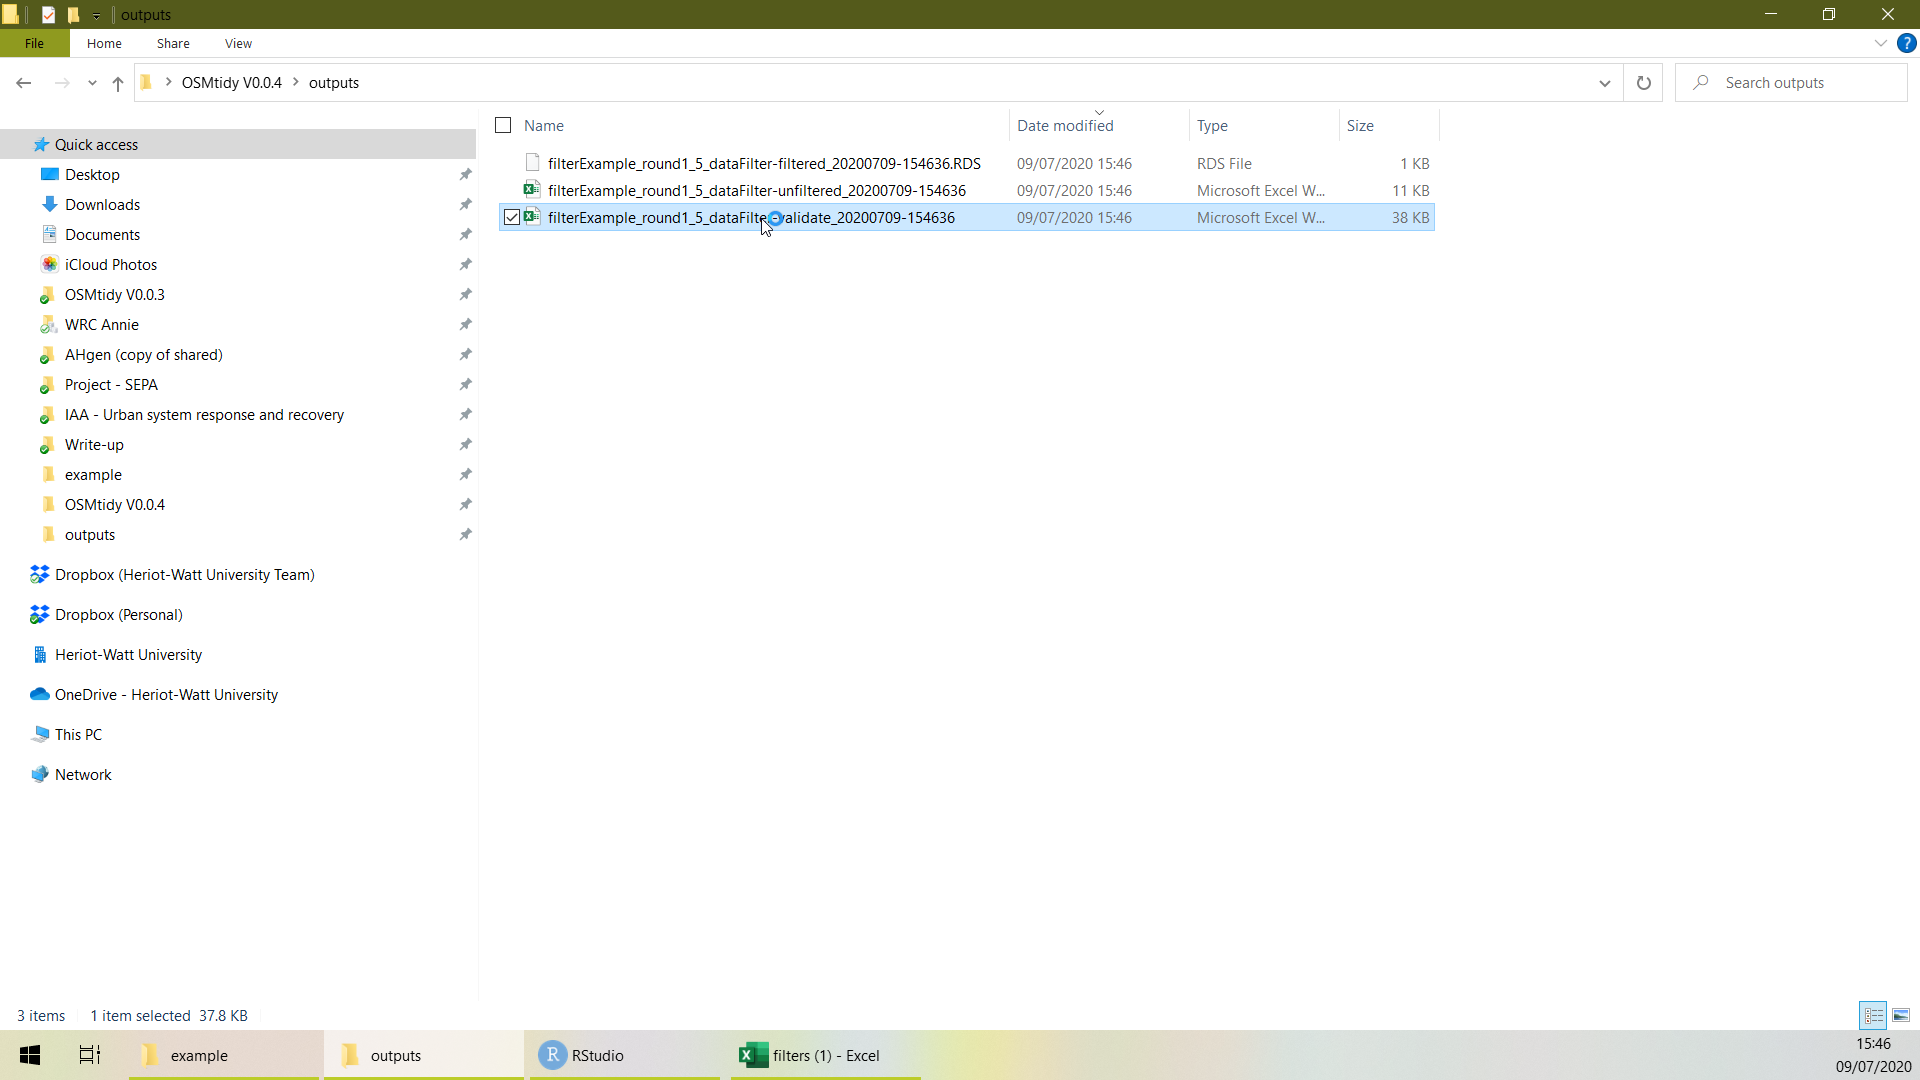 outputs
File Home Share View ?
OSMtidy V0.0.4 outputs Search outputs
Name Date modified Type Size
Quick access
Desktop
Downloads
Documents
iCloud Photos
OSMtidy V0.0.3
WRC Annie
AHgen (copy of shared)
Project - SEPA
IAA - Urban system response and recovery
Write-up
example
OSMtidy V0.0.4
outputs
Dropbox (Heriot-Watt University Team)
Dropbox (Personal)
Heriot-Watt University
OneDrive - Heriot-Watt University
This PC
Network
filterExample_round1_5_dataFilter-filtered_20200709-154636.RDS 09/07/2020 15:46 RDS File 1 KB
filterExample_round1_5_dataFilter-unfiltered_20200709-154636 09/07/2020 15:46 Microsoft Excel W... 11 KB
filterExample_round1_5_dataFilter-validate_20200709-154636 09/07/2020 15:46 Microsoft Excel W... 38 KB
3 items 1 item selected 37.8 KB
example outputs R RStudio X filters (1) - Excel
15:46
09/07/2020